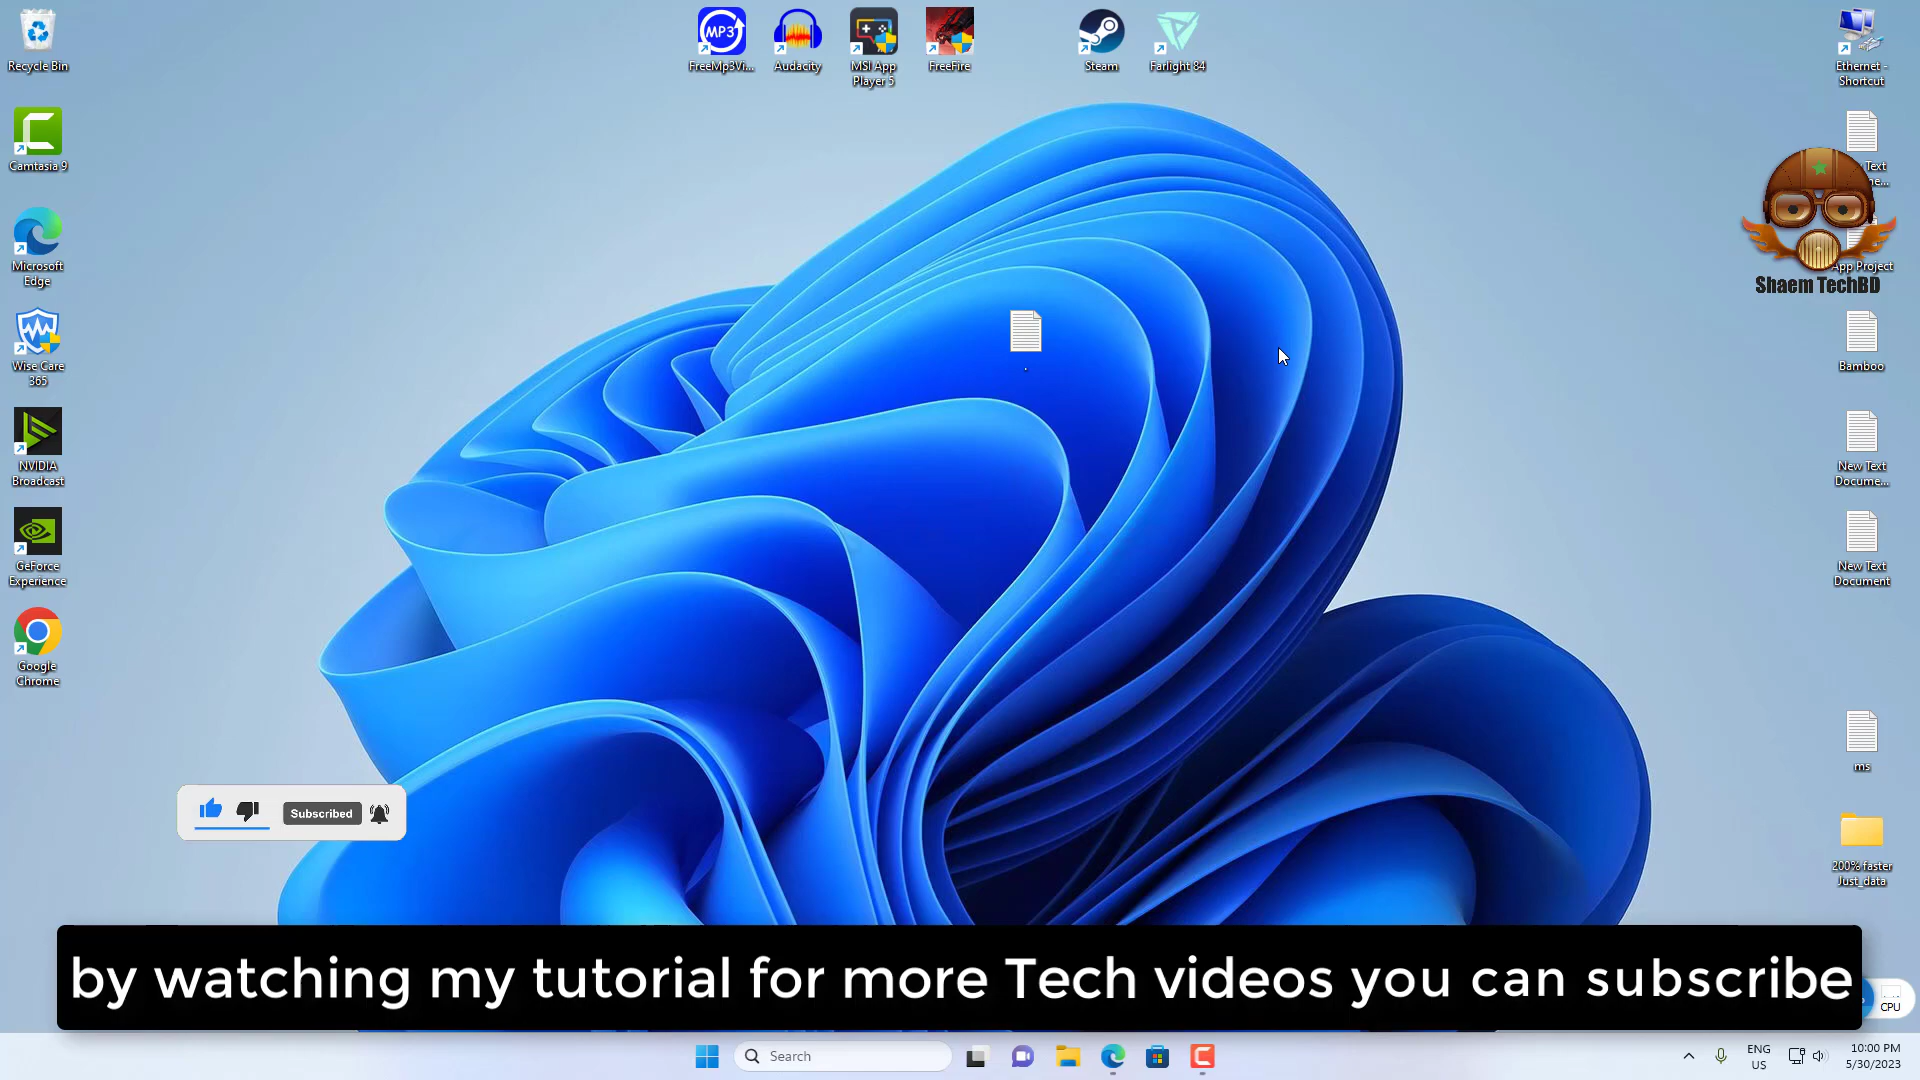 Recycle Bin
Camtasia 9
Microsoft
Edge
Wise Care
365
NVIDIA
Broadcast
GeForce
Experience
Google
Chrome
MP3
FreeMp3Vi...
Audacity
MSI App
Player 5
FreeFire
Steam
Farlight 84
Ethernet -
Shortcut
Text
App Project
Shaem TechBD
Bamboo
New Text
Docume...
New Text
Document
ms
200% faster
Just_data
Subscribed
by watching my tutorial for more Tech videos you can subscribe
CPU
Search
ENG
US
10:00 PM
5/30/2023